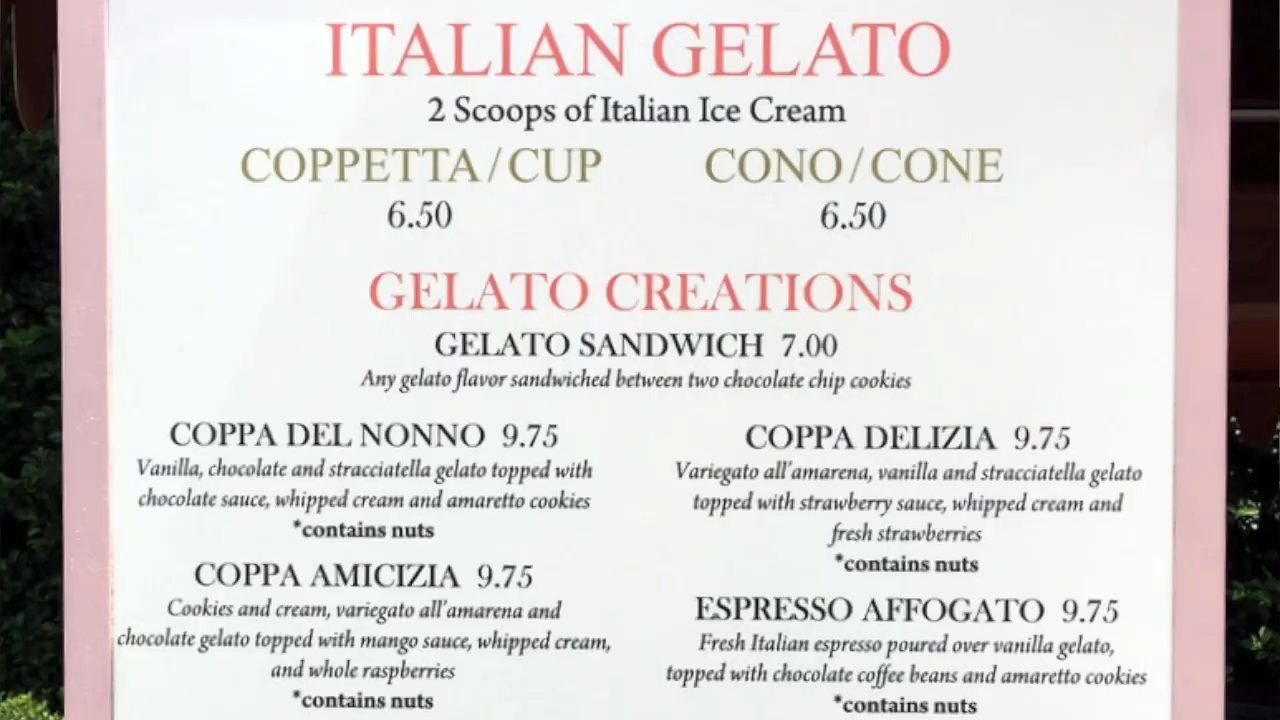 ITALIAN GELATO
2 Scoops of Italian Ice Cream
COPPETTA/CUP
6.50
CONO/CONE
6.50
GELATO CREATIONS
GELATO SANDWICH 7.00
Any gelato flavor sandwiched between two chocolate chip cookies
COPPA DEL NONNO 9.75
Vanilla, chocolate and stracciatella gelato topped with
chocolate sauce, whipped cream and amaretto cookies
*contains nuts
COPPA AMICIZIA 9.75
Cookies and cream, variegato all'amarena and
chocolate gelato topped with mango sauce, whipped cream,
and whole raspberries
*contains nuts
COPPA DELIZIA 9.75
Variegato all'amarena, vanilla and stracciatella gelato
topped with strawberry sauce, whipped cream and
fresh strawberries
*contains nuts
ESPRESSO AFFOGATO 9.75
Fresh Italian espresso poured over vanilla gelato,
topped with chocolate coffee beans and amaretto cookies
*contains nuts